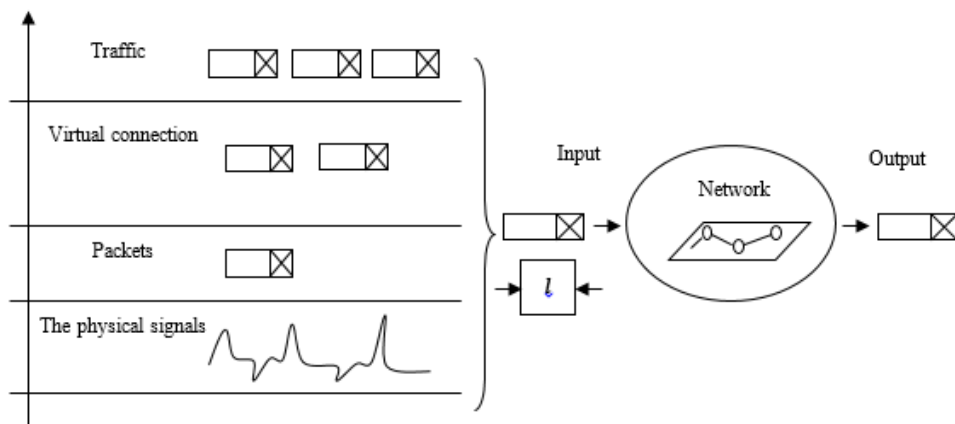 Traffic
Virtual connection
Packets
The physical signals
Input
l
Network
Output